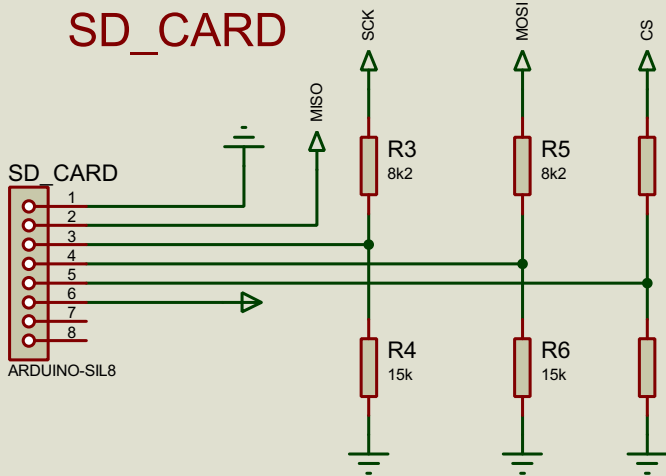 SD_CARD
SCK
MOSI
CS
MISO
R3
8k2
R5
8k2
SD_CARD
1
2
3
4
5
6
7
8
ARDUINO-SIL8
R4
15k
R6
15k